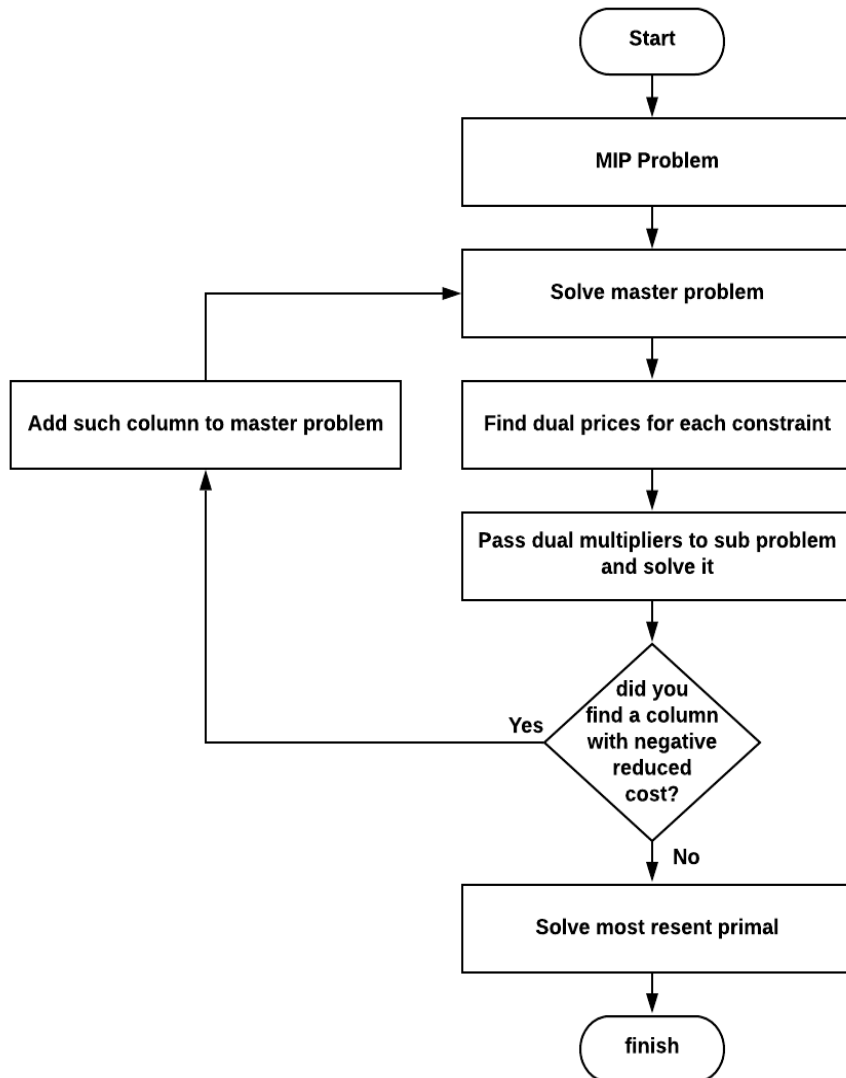 Start
MIP Problem
Solve master problem
Add such column to master problem
Find dual prices for each constraint
Pass dual multipliers to sub problem
and solve it
did you
find a column
with negative
reduced
cost?
Yes
No
Solve most resent primal
finish